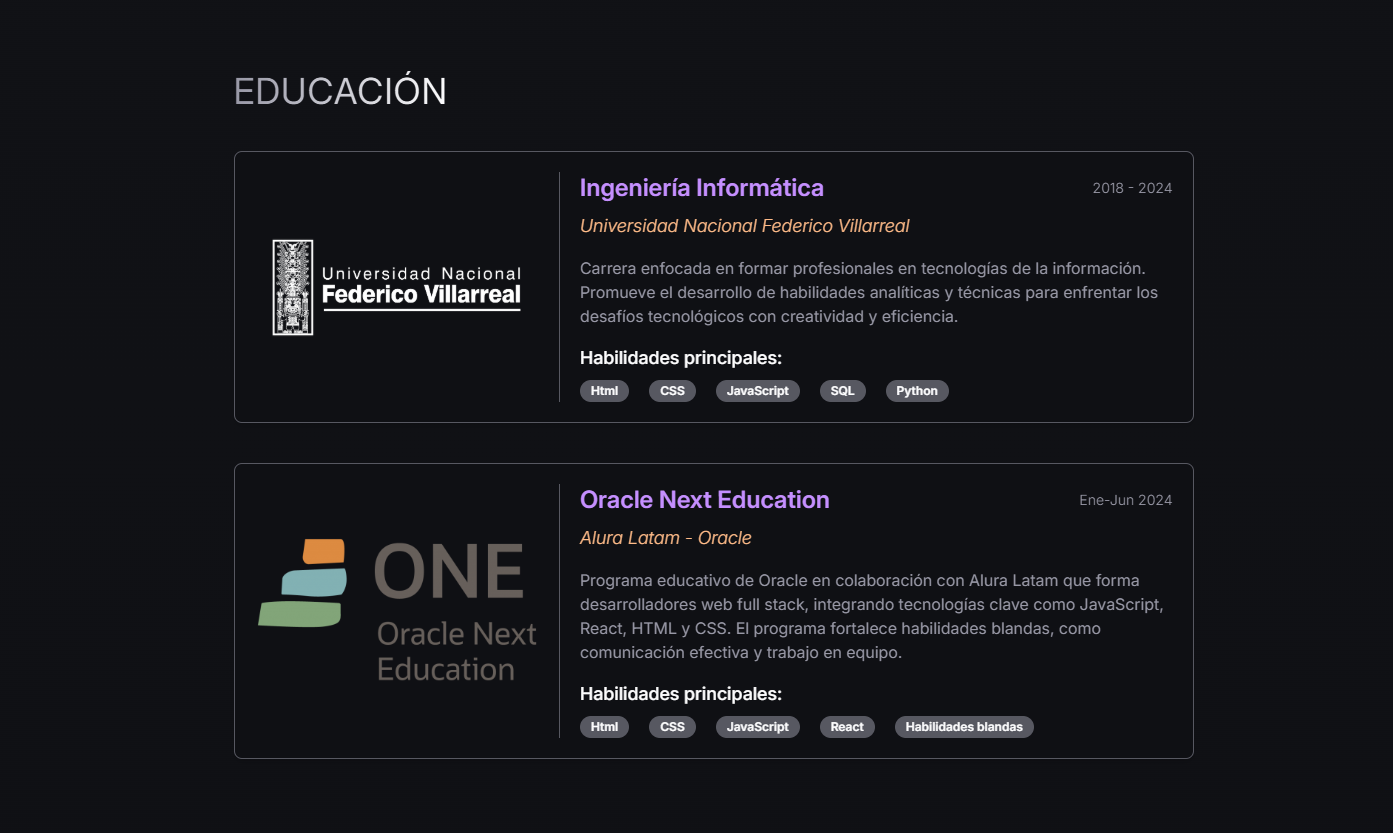 EDUCACIÓN
Universidad Nacional
Federico Villarreal
Ingeniería Informática
2018 - 2024
Universidad Nacional Federico Villarreal
Carrera enfocada en formar profesionales en tecnologías de la información.
Promueve el desarrollo de habilidades analíticas y técnicas para enfrentar los
desafíos tecnológicos con creatividad y eficiencia.
Habilidades principales:
Html CSS JavaScript SQL Python
ONE
Oracle Next
Education
Oracle Next Education
Ene-Jun 2024
Alura Latam - Oracle
Programa educativo de Oracle en colaboración con Alura Latam que forma
desarrolladores web full stack, integrando tecnologías clave como JavaScript,
React, HTML y CSS. El programa fortalece habilidades blandas, como
comunicación efectiva y trabajo en equipo.
Habilidades principales:
Html CSS JavaScript React Habilidades blandas